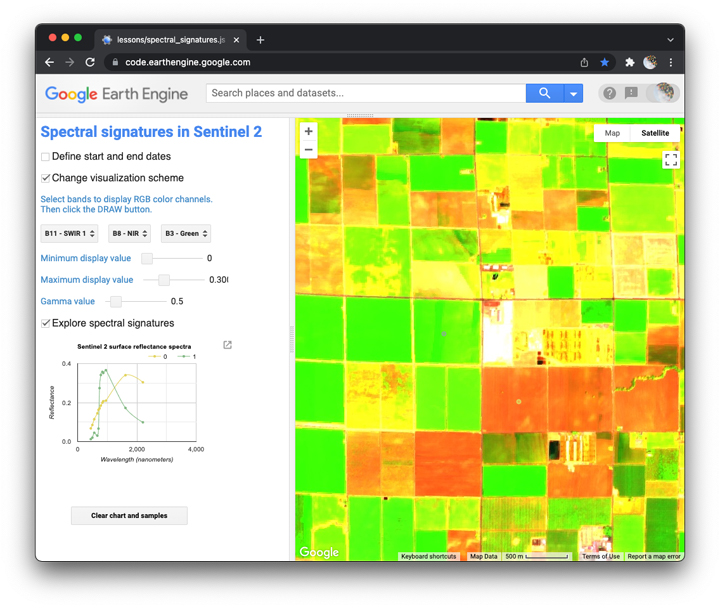 lessons/spectral_signatures.js
code.earthengine.google.com
Google Earth Engine
Search places and datasets...
Spectral signatures in Sentinel 2
Define start and end dates
Change visualization scheme
Select bands to display RGB color channels.
Then click the DRAW button.
B11 - SWIR 1 B8 - NIR B3 - Green
Minimum display value 0
Maximum display value 0.300
Gamma value 0.5
Explore spectral signatures
Sentinel 2 surface reflectance spectra
0 1
0.4
0.2
0.0
Reflectance
0 2,000 4,000
Wavelength (nanometers)
Clear chart and samples
Map Satellite
Google
Keyboard shortcuts Map Data 500 m Terms of Use Report a map error